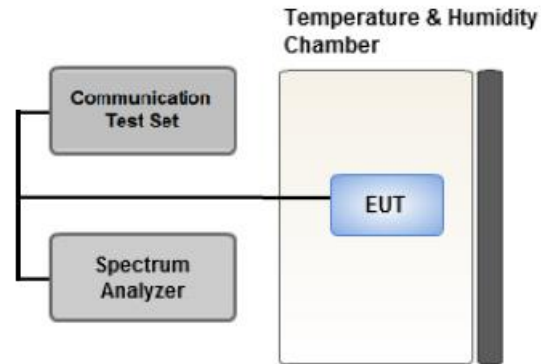 Temperature & Humidity
Chamber
Communication
Test Set
EUT
Spectrum
Analyzer